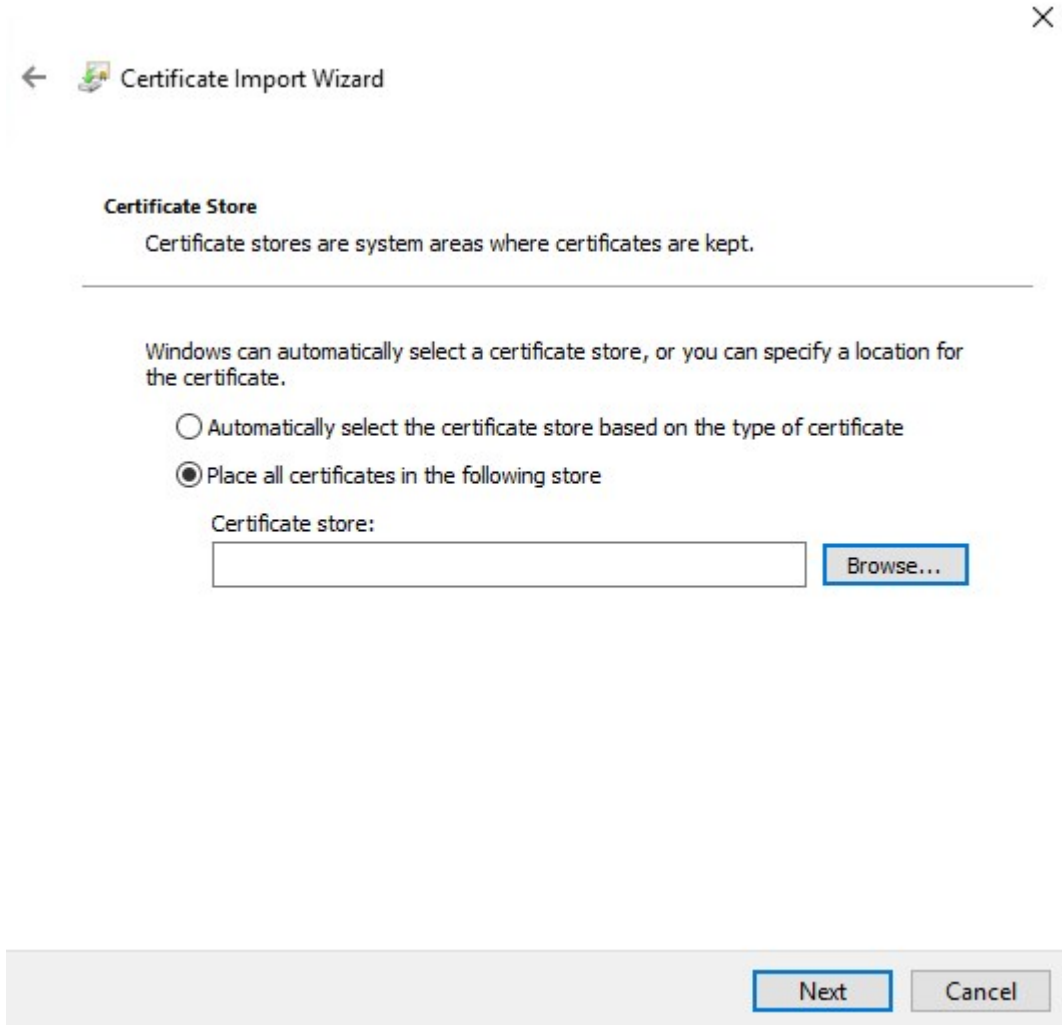 Certificate Import Wizard
Certificate Store
Certificate stores are system areas where certificates are kept.
Windows can automatically select a certificate store, or you can specify a location for
the certificate.
Automatically select the certificate store based on the type of certificate
Place all certificates in the following store
Certificate store:
Browse...
Next
Cancel